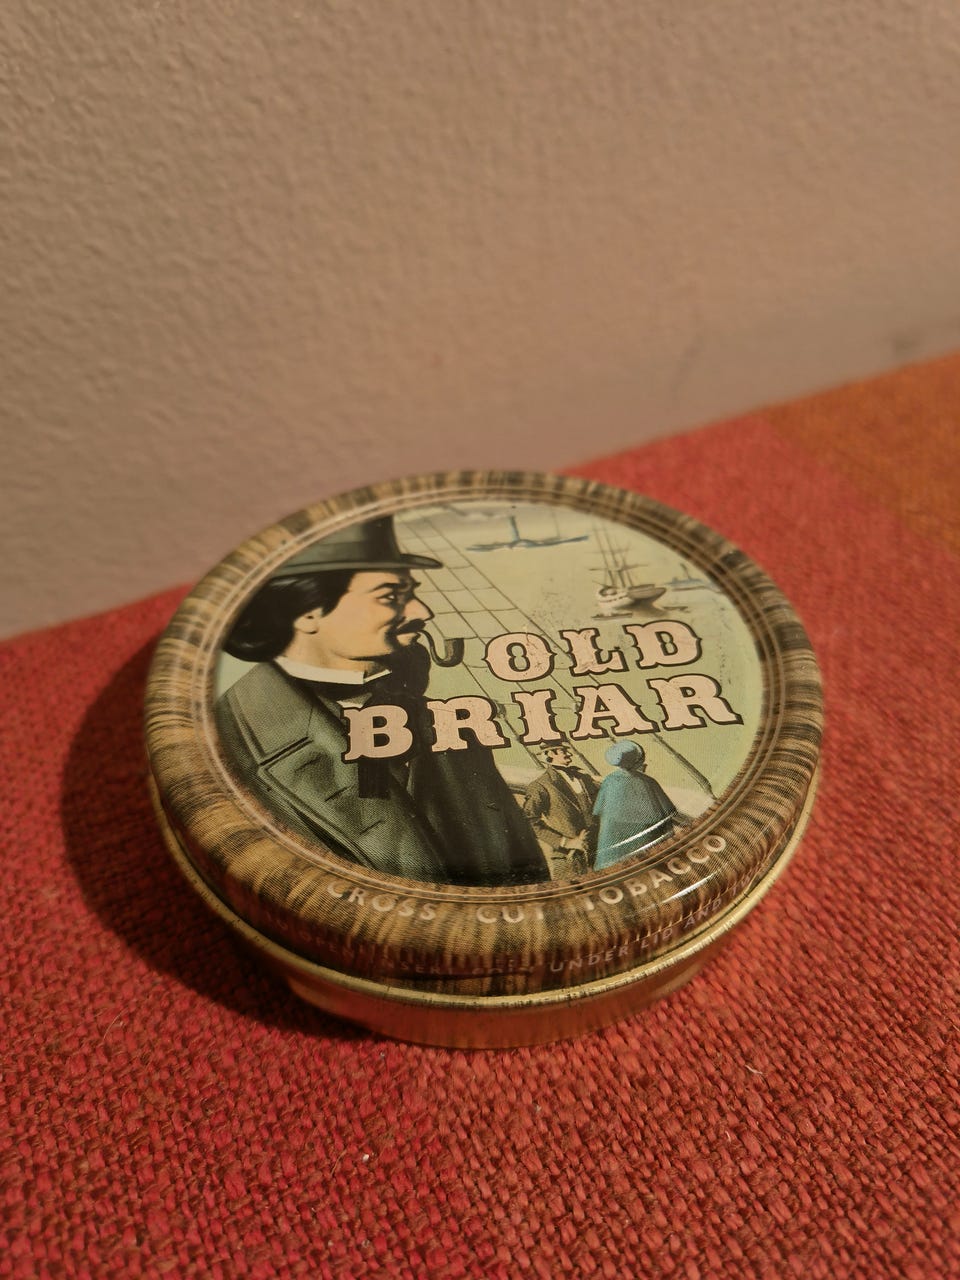 OLD
BRIAR
CROSS CUT TOBACCO
UNDER LID AND